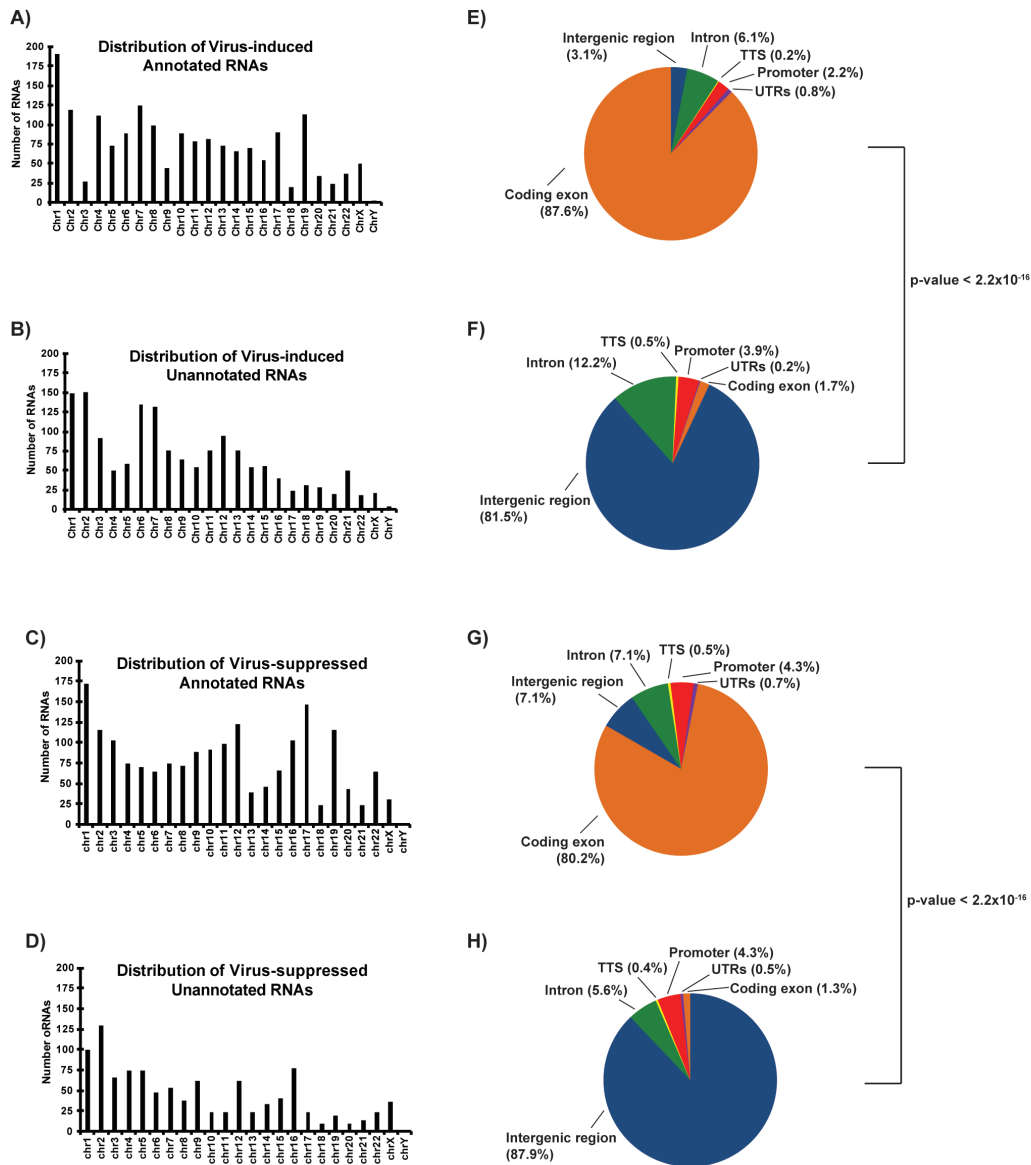 A)
Distribution of Virus-induced
Annotated RNAs
Number of RNAs
200
175
150
125
100
75
50
25
0
Chr1
Chr2
Chr3
Chr4
Chr5
Chr6
Chr7
Chr8
Chr9
Chr10
Chr11
Chr12
Chr13
Chr14
Chr15
Chr16
Chr17
Chr18
Chr19
Chr20
Chr21
Chr22
ChrX
ChrY
E)
Intergenic region
(3.1%)
Intron (6.1%)
TTS (0.2%)
Promoter (2.2%)
UTRs (0.8%)
Coding exon
(87.6%)
p-value < 2.2x10-16
B)
Distribution of Virus-induced
Unannotated RNAs
Number of RNAs
200
175
150
125
100
75
50
25
0
Chr1
Chr2
Chr3
Chr4
Chr5
Chr6
Chr7
Chr8
Chr9
Chr10
Chr11
Chr12
Chr13
Chr14
Chr15
Chr16
Chr17
Chr18
Chr19
Chr20
Chr21
Chr22
ChrX
ChrY
F)
TTS (0.5%)
Intron (12.2%)
Promoter (3.9%)
UTRs (0.2%)
Coding exon (1.7%)
Intergenic region
(81.5%)
C)
Distribution of Virus-suppressed
Annotated RNAs
Number of RNAs
200
175
150
125
100
75
50
25
0
chr1
chr2
chr3
chr4
chr5
chr6
chr7
chr8
chr9
chr10
chr11
chr12
chr13
chr14
chr15
chr16
chr17
chr18
chr19
chr20
chr21
chr22
chrX
chrY
G)
TTS (0.5%)
Intron (7.1%)
Promoter (4.3%)
UTRs (0.7%)
Intergenic region
(7.1%)
Coding exon
(80.2%)
p-value < 2.2x10-16
D)
Distribution of Virus-suppressed
Unannotated RNAs
Number oRNAs
200
175
150
125
100
75
50
25
0
chr1
chr2
chr3
chr4
chr5
chr6
chr7
chr8
chr9
chr10
chr11
chr12
chr13
chr14
chr15
chr16
chr17
chr18
chr19
chr20
chr21
chr22
chrX
chrY
H)
Promoter (4.3%)
TTS (0.4%)
UTRs (0.5%)
Intron (5.6%)
Coding exon (1.3%)
Intergenic region
(87.9%)